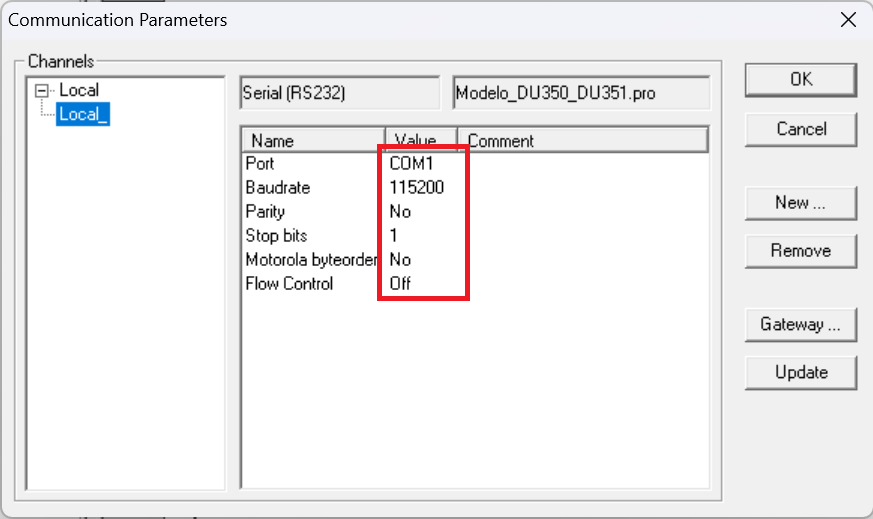 Communication Parameters
Channels
Local
Local_
Serial (RS232)
Modelo_DU350_DU351.pro
Name Value Comment
Port COM1
Baudrate 115200
Parity No
Stop bits 1
Motorola byteorder No
Flow Control Off
OK
Cancel
New ...
Remove
Gateway ...
Update